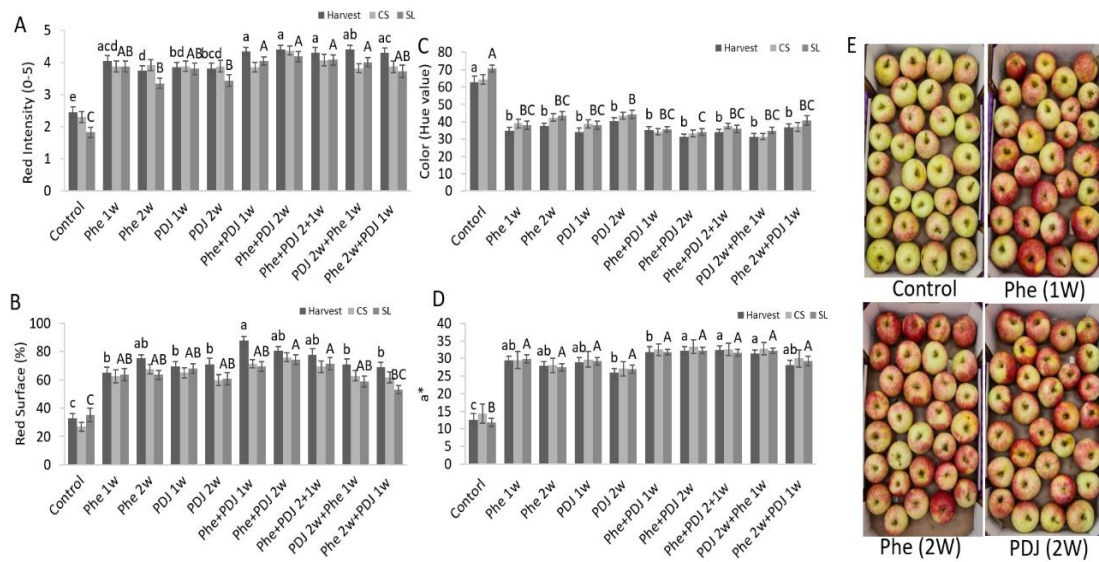 A
Harvest CS SL
Red Intensity (0-5)
5
4
3
2
1
0
e C
acd AB
d B
bd AB
bcd B
a A
a A
a A
ab A
ac AB
Control
Phe 1w
Phe 2w
PDJ 1w
PDJ 2w
Phe+PDJ 1w
Phe+PDJ 2w
Phe+PDJ 2+1w
PDJ 2w+Phe 1w
Phe 2w+PDJ 1w
C
Harvest CS SL
Color (Hue value)
80
70
60
50
40
30
20
10
0
a A
b BC
b BC
b BC
b B
b BC
b C
b BC
b BC
b BC
Contorl
Phe 1w
Phe 2w
PDJ 1w
PDJ 2w
Phe+PDJ 1w
Phe+PDJ 2w
Phe+PDJ 2+1w
PDJ 2w+Phe 1w
Phe 2w+PDJ 1w
B
Harvest CS SL
Red Surface (%)
100
80
60
40
20
0
c C
b AB
ab AB
b AB
b AB
a AB
ab A
ab A
b AB
b BC
Control
Phe 1w
Phe 2w
PDJ 1w
PDJ 2w
Phe+PDJ 1w
Phe+PDJ 2w
Phe+PDJ 2+1w
PDJ 2w+Phe 1w
Phe 2w+PDJ 1w
D
Harvest CS SL
a*
40
35
30
25
20
15
10
5
0
c B
ab A
ab A
ab A
b A
b A
a A
a A
ab A
ab A
Contorl
Phe 1w
Phe 2w
PDJ 1w
PDJ 2w
Phe+PDJ 1w
Phe+PDJ 2w
Phe+PDJ 2+1w
PDJ 2w+Phe 1w
Phe 2w+PDJ 1w
E
Control Phe (1W)
Phe (2W) PDJ (2W)